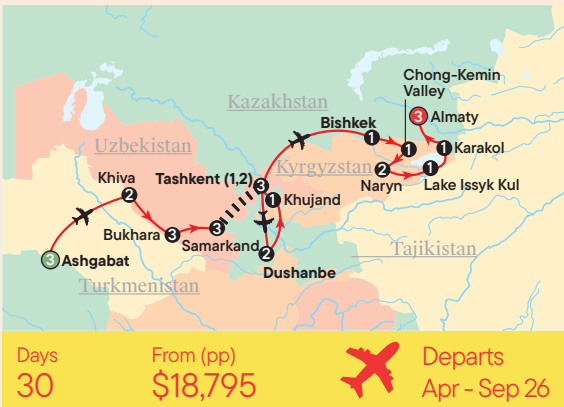 Chong-Kemin
Valley
Kazakhstan
3 Almaty
Bishkek 1
1
1 Karakol
Uzbekistan
Kyrgyzstan
Khiva
2
Tashkent (1,2) 3
2
Naryn
1
Lake Issyk Kul
1 Khujand
Bukhara 3
3
Samarkand
3 Ashgabat
2
Dushanbe
Tajikistan
Turkmenistan
Days
30
From (pp)
$18,795
Departs
Apr - Sep 26